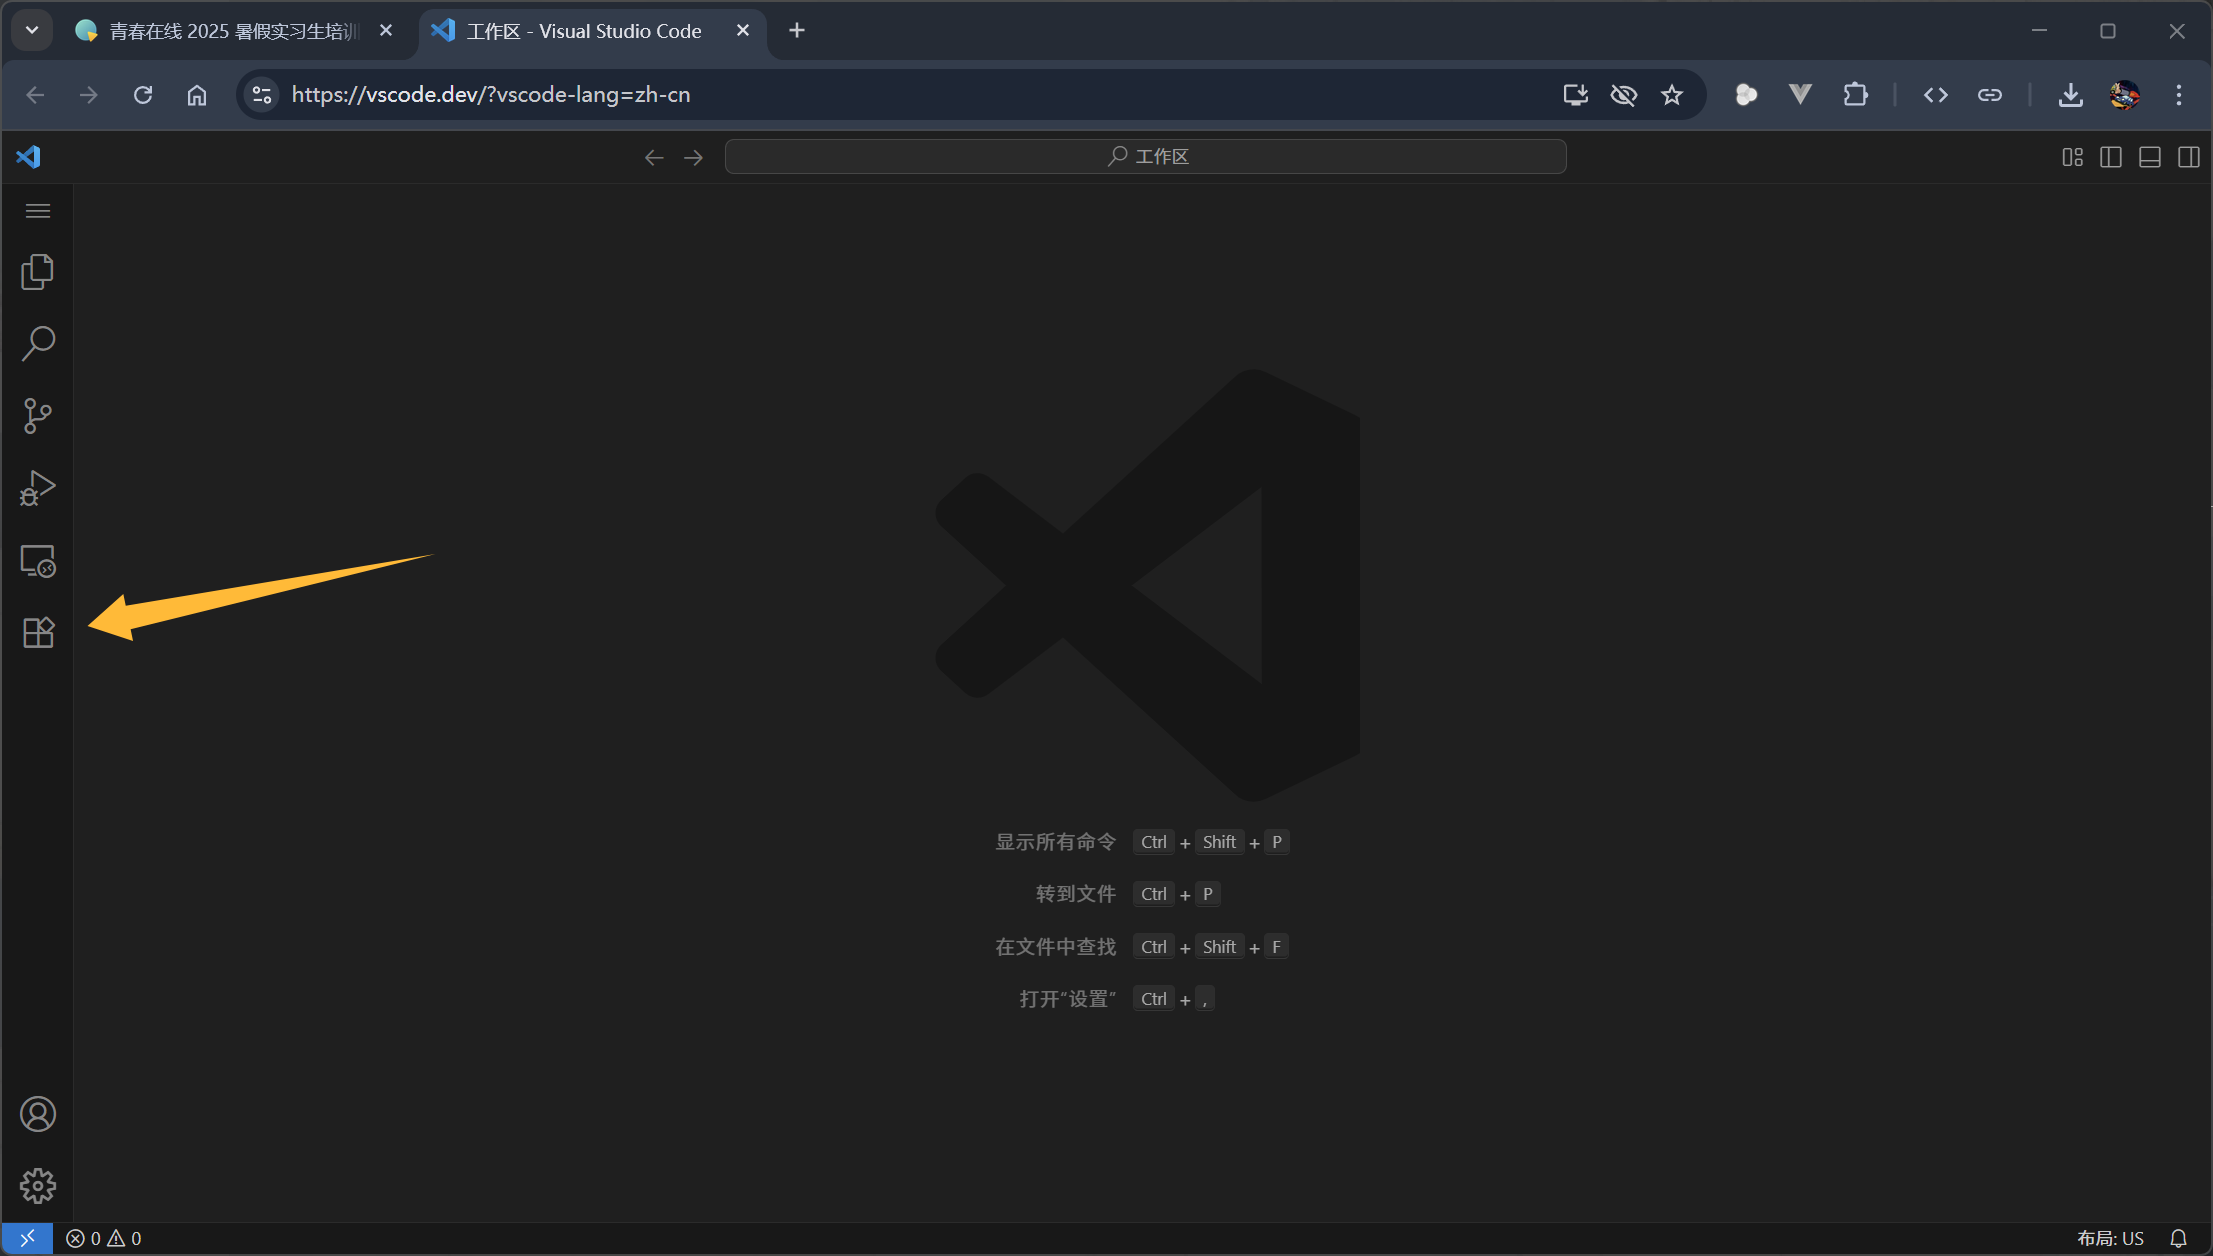 青春在线 2025 暑假实习生培训
工作区 - Visual Studio Code
https://vscode.dev/?vscode-lang=zh-cn
工作区
显示所有命令 Ctrl + Shift + P
转到文件 Ctrl + P
在文件中查找 Ctrl + Shift + F
打开“设置” Ctrl + ,
0 0
布局: US